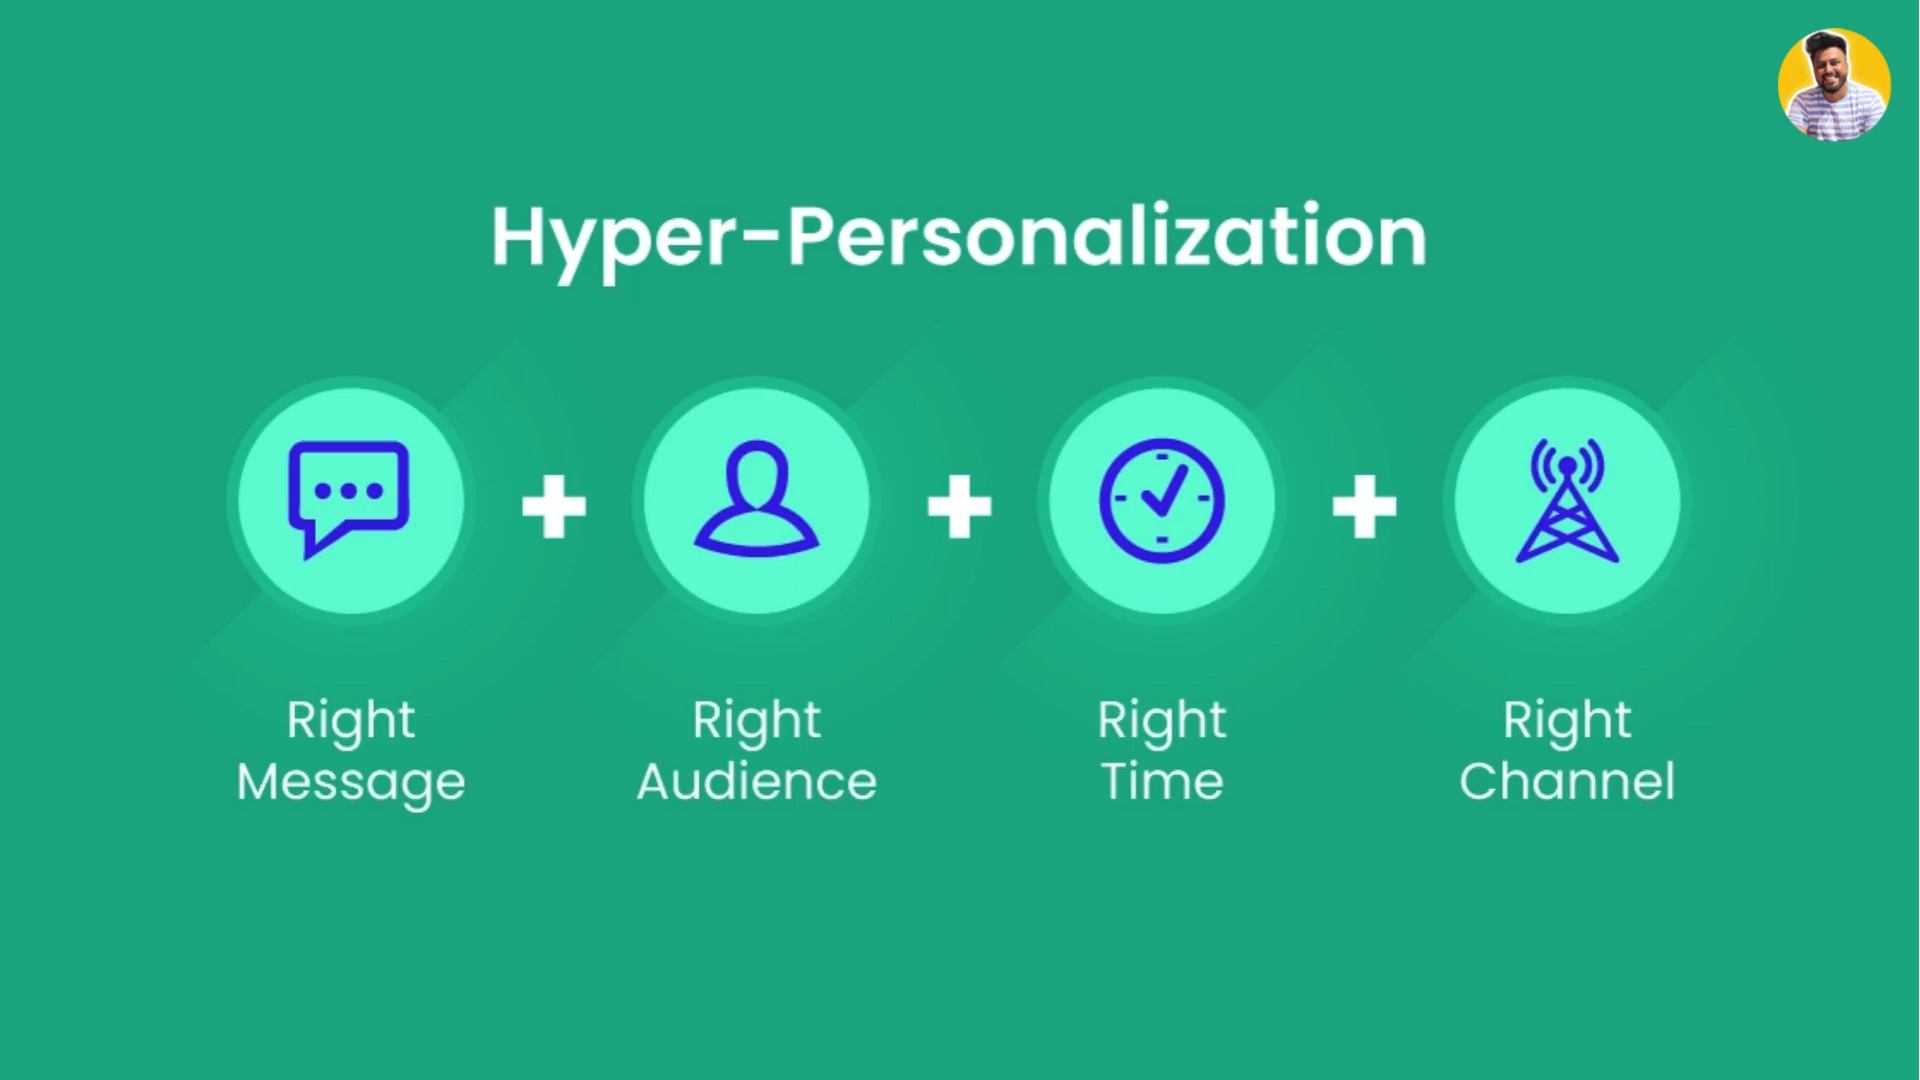 Hyper-Personalization
Right
Message
Right
Audience
Right
Time
Right
Channel